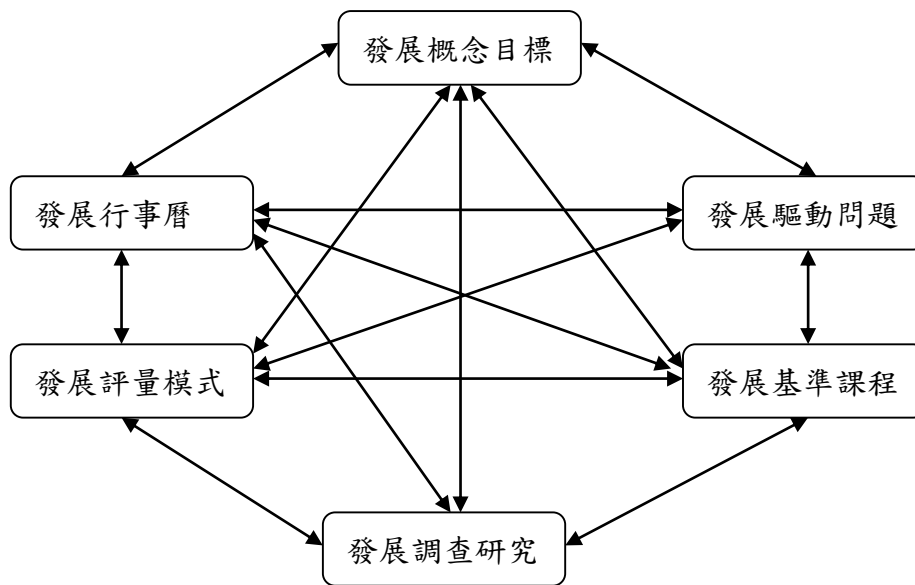 發展概念目標
發展行事曆
發展驅動問題
發展評量模式
發展基準課程
發展調查研究